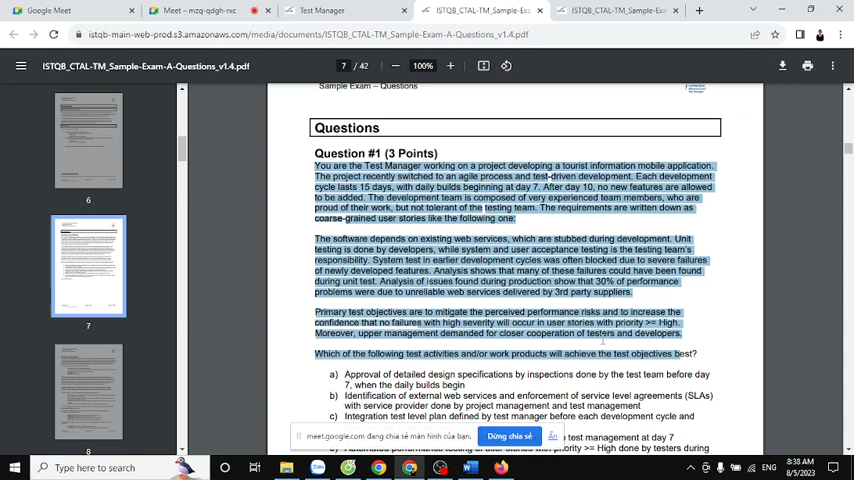 Google Meet
Meet – mzq-qdgh-rxc
Test Manager
ISTQB_CTAL-TM_Sample-Exam
ISTQB_CTAL-TM_Sample-Exam
istqb-main-web-prod.s3.amazonaws.com/media/documents/ISTQB_CTAL-TM_Sample-Exam-A-Questions_v1.4.pdf
ISTQB_CTAL-TM_Sample-Exam-A-Questions_v1.4.pdf
7 / 42
100%
6
7
8
Sample Exam – Questions
Questions
Question #1 (3 Points)
You are the Test Manager working on a project developing a tourist information mobile application.
The project recently switched to an agile process and test-driven development. Each development
cycle lasts 15 days, with daily builds beginning at day 7. After day 10, no new features are allowed
to be added. The development team is composed of very experienced team members, who are
proud of their work, but not tolerant of the testing team. The requirements are written down as
coarse-grained user stories like the following one:
The software depends on existing web services, which are stubbed during development. Unit
testing is done by developers, while system and user acceptance testing is the testing team's
responsibility. System test in earlier development cycles was often blocked due to severe failures
of newly developed features. Analysis shows that many of these failures could have been found
during unit test. Analysis of issues found during production show that 30% of performance
problems were due to unreliable web services delivered by 3rd party suppliers.
Primary test objectives are to mitigate the perceived performance risks and to increase the
confidence that no failures with high severity will occur in user stories with priority >= High.
Moreover, upper management demanded for closer cooperation of testers and developers.
Which of the following test activities and/or work products will achieve the test objectives best?
a) Approval of detailed design specifications by inspections done by the test team before day
7, when the daily builds begin
b) Identification of external web services and enforcement of service level agreements (SLAs)
with service provider done by project management and test management
c) Integration test level plan defined by test manager before each development cycle and
to test management at day 7
Automated performance testing of user stories with priority >= High done by testers during
meet.google.com đang chia sẻ màn hình của bạn.
Dừng chia sẻ
Ẩn
Type here to search
ENG
8:38 AM
8/5/2023